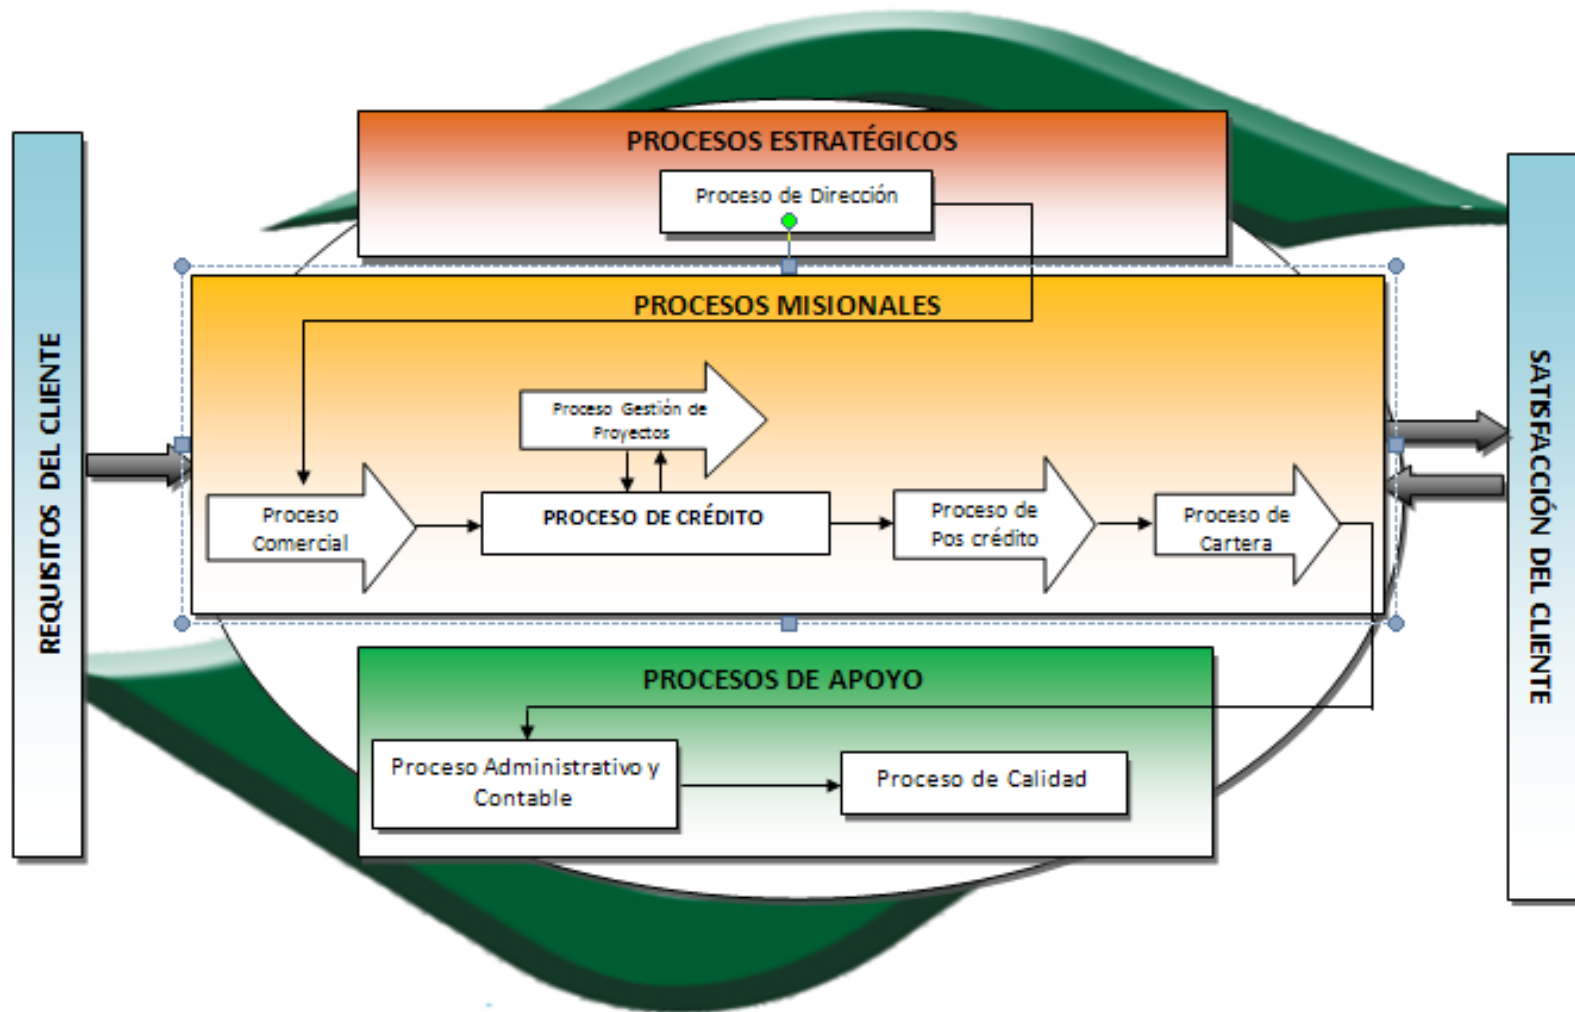 REQUISITOS DEL CLIENTE
PROCESOS ESTRATÉGICOS
Proceso de Dirección
PROCESOS MISIONALES
Proceso Gestión de
Proyectos
Proceso
Comercial
PROCESO DE CRÉDITO
Proceso de
Pos crédito
Proceso de
Cartera
PROCESOS DE APOYO
Proceso Administrativo y
Contable
Proceso de Calidad
SATISFACCIÓN DEL CLIENTE